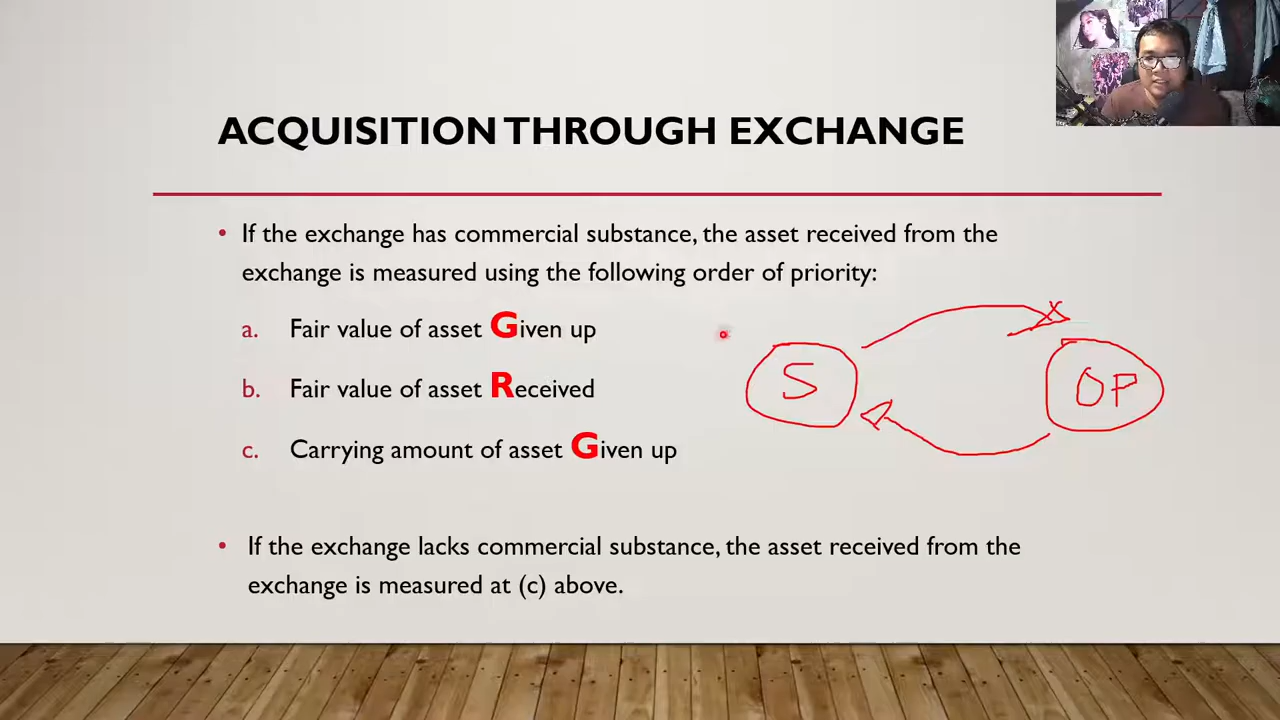 ACQUISITION THROUGH EXCHANGE
• If the exchange has commercial substance, the asset received from the
exchange is measured using the following order of priority:
a. Fair value of asset Given up
b. Fair value of asset Received
c. Carrying amount of asset Given up
S
OP
• If the exchange lacks commercial substance, the asset received from the
exchange is measured at (c) above.